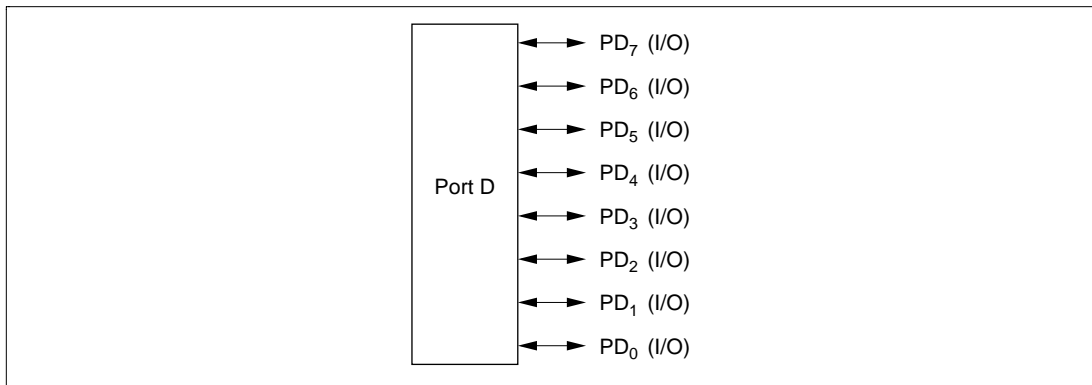 PD7 (I/O)
PD6 (I/O)
PD5 (I/O)
PD4 (I/O)
Port D
PD3 (I/O)
PD2 (I/O)
PD1 (I/O)
PD0 (I/O)